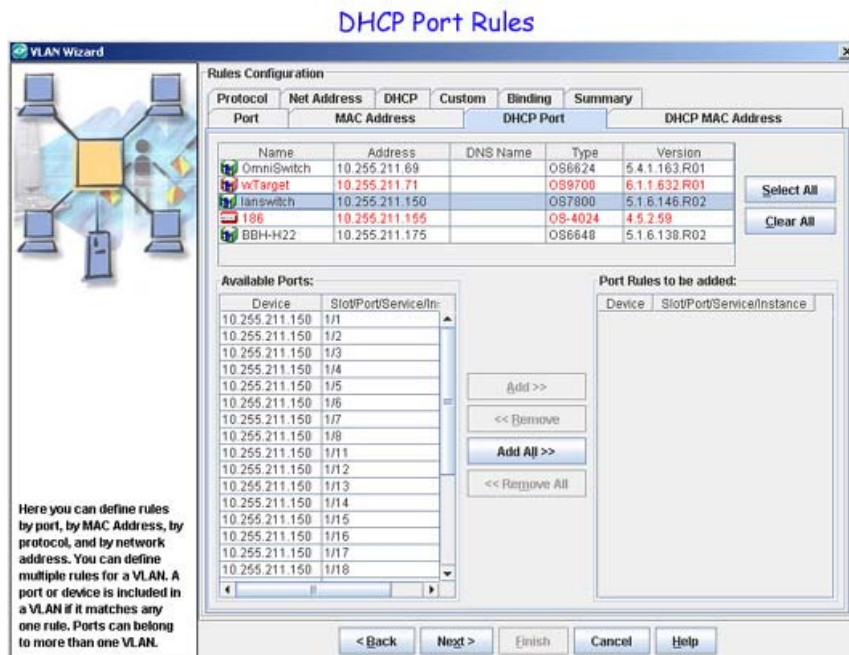 DHCP Port Rules
VLAN Wizard
Rules Configuration
Protocol Net Address DHCP Custom Binding Summary
Port MAC Address DHCP Port DHCP MAC Address
Name Address DNS Name Type Version
OmniSwitch 10.255.211.69 OS6624 5.4.1.163.R01
vxTarget 10.255.211.71 OS9700 6.1.1.632.R01
lanswitch 10.255.211.150 OS7800 5.1.6.146.R02
186 10.255.211.155 OS-4024 4.5.2.59
BBH-H22 10.255.211.175 OS6648 5.1.6.138.R02
Select All
Clear All
Available Ports:
Device Slot/Port/Service/In
10.255.211.150 1/1
10.255.211.150 1/2
10.255.211.150 1/3
10.255.211.150 1/4
10.255.211.150 1/5
10.255.211.150 1/6
10.255.211.150 1/7
10.255.211.150 1/8
10.255.211.150 1/11
10.255.211.150 1/12
10.255.211.150 1/13
10.255.211.150 1/14
10.255.211.150 1/15
10.255.211.150 1/16
10.255.211.150 1/17
10.255.211.150 1/18
Add >>
<< Remove
Add All >>
<< Remove All
Port Rules to be added:
Device Slot/Port/Service/Instance
Here you can define rules
by port, by MAC Address, by
protocol, and by network
address. You can define
multiple rules for a VLAN. A
port or device is included in
a VLAN if it matches any
one rule. Ports can belong
to more than one VLAN.
< Back Next > Finish Cancel Help